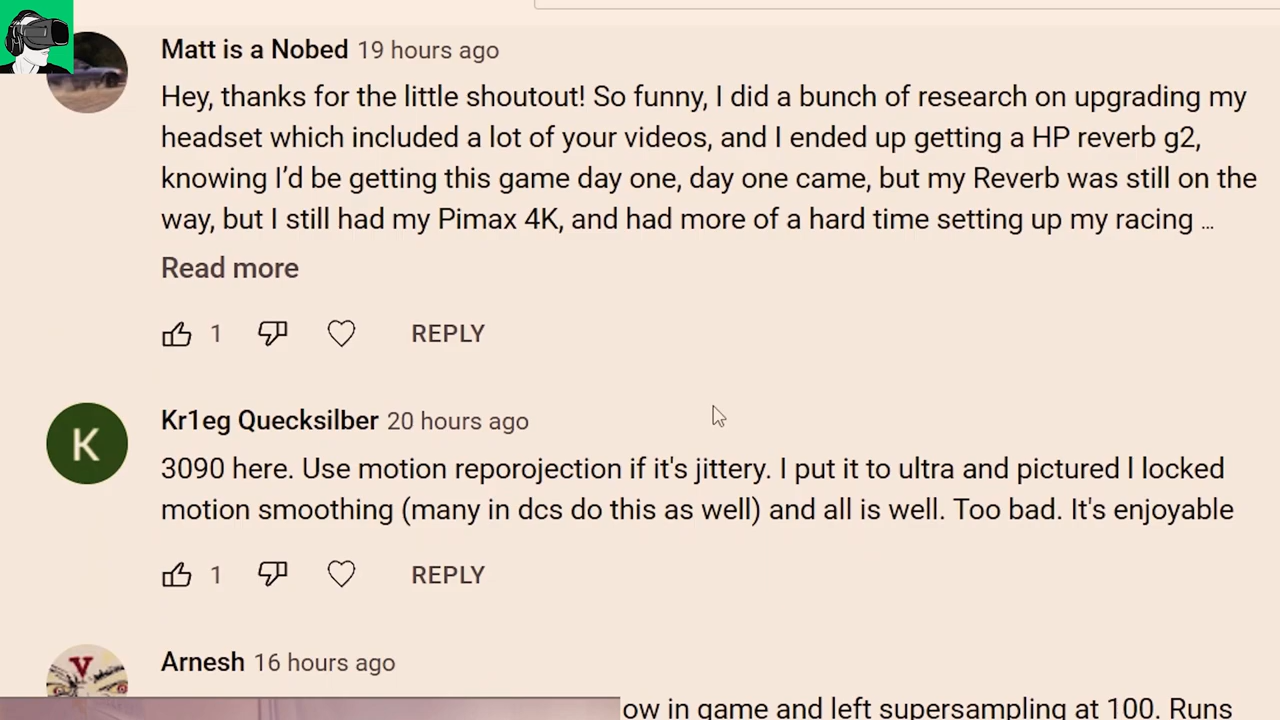 Matt is a Nobed 19 hours ago
Hey, thanks for the little shoutout! So funny, I did a bunch of research on upgrading my
headset which included a lot of your videos, and I ended up getting a HP reverb g2,
knowing I'd be getting this game day one, day one came, but my Reverb was still on the
way, but I still had my Pimax 4K, and had more of a hard time setting up my racing ...
Read more
1 REPLY
K
Kr1eg Quecksilber 20 hours ago
3090 here. Use motion reporojection if it's jittery. I put it to ultra and pictured l locked
motion smoothing (many in dcs do this as well) and all is well. Too bad. It's enjoyable
1 REPLY
V
Arnesh 16 hours ago
ow in game and left supersampling at 100. Runs